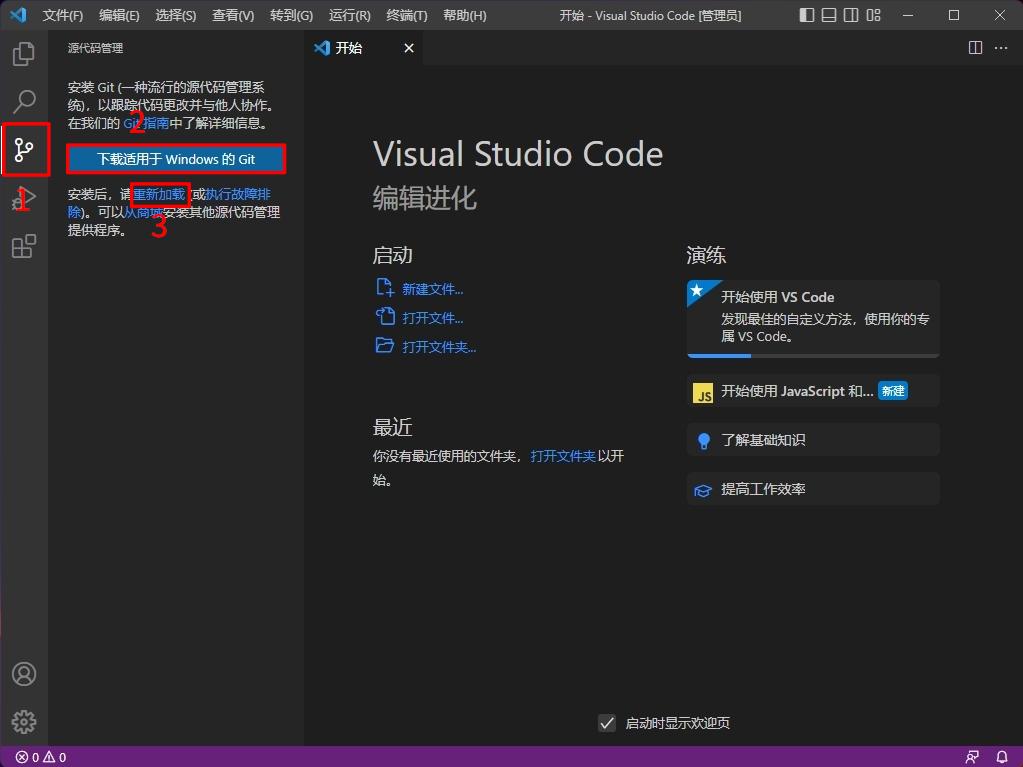 文件(F) 编辑(E) 选择(S) 查看(V) 转到(G) 运行(R) 终端(T) 帮助(H) 开始 - Visual Studio Code [管理员]
源代码管理
开始
安装 Git (一种流行的源代码管理系
统)，以跟踪代码更改并与他人协作。
在我们的 Git 指南中了解详细信息。
2
下载适用于 Windows 的 Git
1
安装后，请重新加载 (或执行故障排
除)。可以从商城安装其他源代码管理
提供程序。
3
Visual Studio Code
编辑进化
启动
新建文件...
打开文件...
打开文件夹...
最近
你没有最近使用的文件夹，打开文件夹以开
始。
演练
开始使用 VS Code
发现最佳的自定义方法，使用你的专
属 VS Code。
JS 开始使用 JavaScript 和... 新建
了解基础知识
提高工作效率
启动时显示欢迎页
0 0